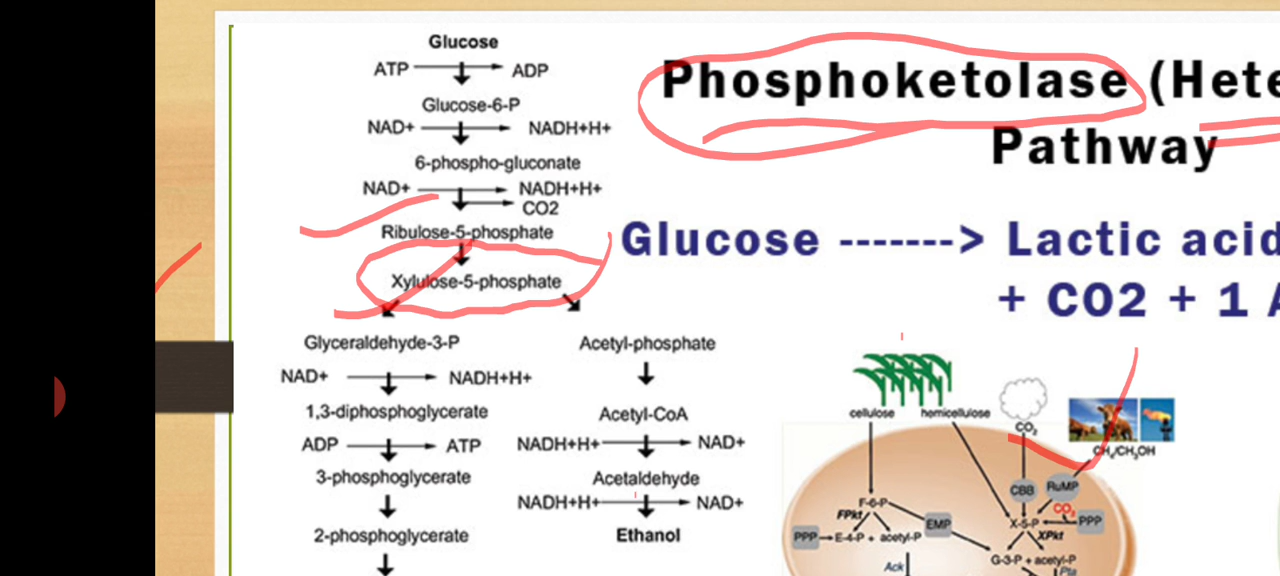 Glucose
ATP ADP
Glucose-6-P
NAD+ NADH+H+
6-phospho-gluconate
NAD+ NADH+H+
CO2
Ribulose-5-phosphate
Xylulose-5-phosphate
Glyceraldehyde-3-P
NAD+ NADH+H+
1,3-diphosphoglycerate
ADP ATP
3-phosphoglycerate
2-phosphoglycerate
Acetyl-phosphate
Acetyl-CoA
NADH+H+ NAD+
Acetaldehyde
NADH+H+ NAD+
Ethanol
Phosphoketolase (Hete
Pathway
Glucose -------> Lactic acid
+ CO2 + 1 A
cellulose hemicellulose
CO2
CH4/CH3OH
CBB RuMP
CO2
F-6-P
FPkt
EMP
X-5-P PPP
XPkt
PPP E-4-P + acetyl-P
G-3-P + acetyl-P
Ack
Pta